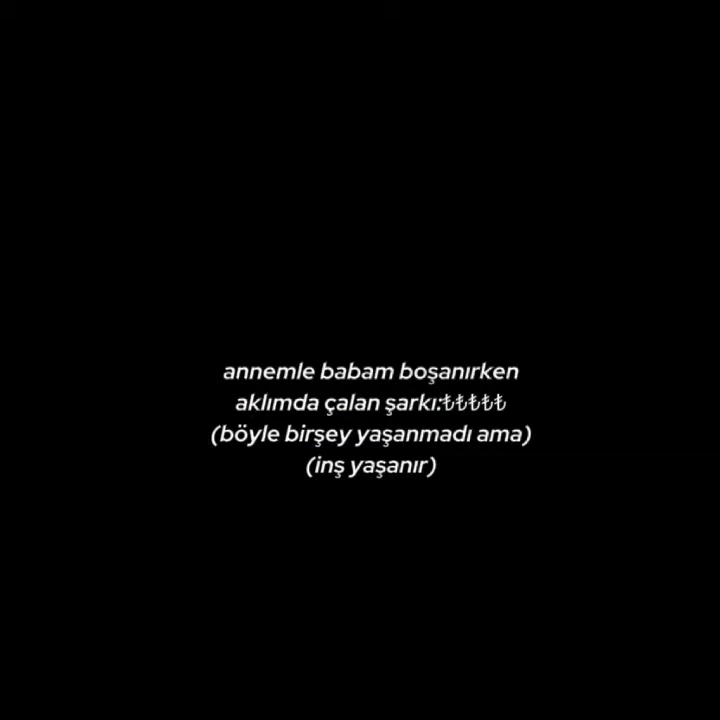 annemle babam boşanırken
aklımda çalan şarkı:₺₺₺₺₺
(böyle birşey yaşanmadı ama)
(inş yaşanır)